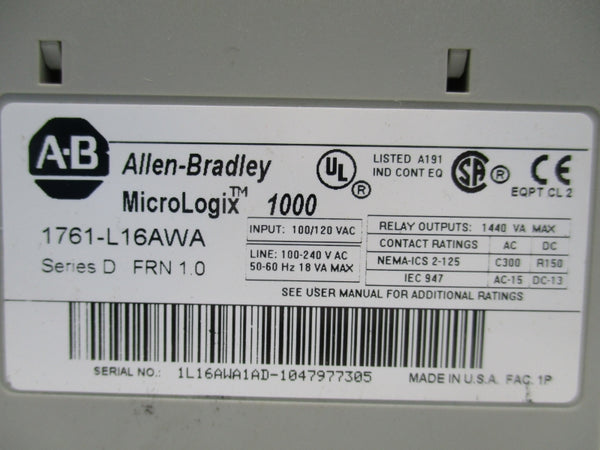 A·B
Allen-Bradley
MicroLogix™ 1000
1761-L16AWA
Series D FRN 1.0
UL ®
LISTED A191
IND CONT EQ
SA ®
CE
EQPT CL 2
INPUT: 100/120 VAC
LINE: 100-240 V AC
50-60 Hz 18 VA MAX
RELAY OUTPUTS: 1440 VA MAX
CONTACT RATINGS AC DC
NEMA-ICS 2-125 C300 R150
IEC 947 AC-15 DC-13
SEE USER MANUAL FOR ADDITIONAL RATINGS
SERIAL NO.: 1L16AWA1AD-1047977305
MADE IN U.S.A. FAC. 1P